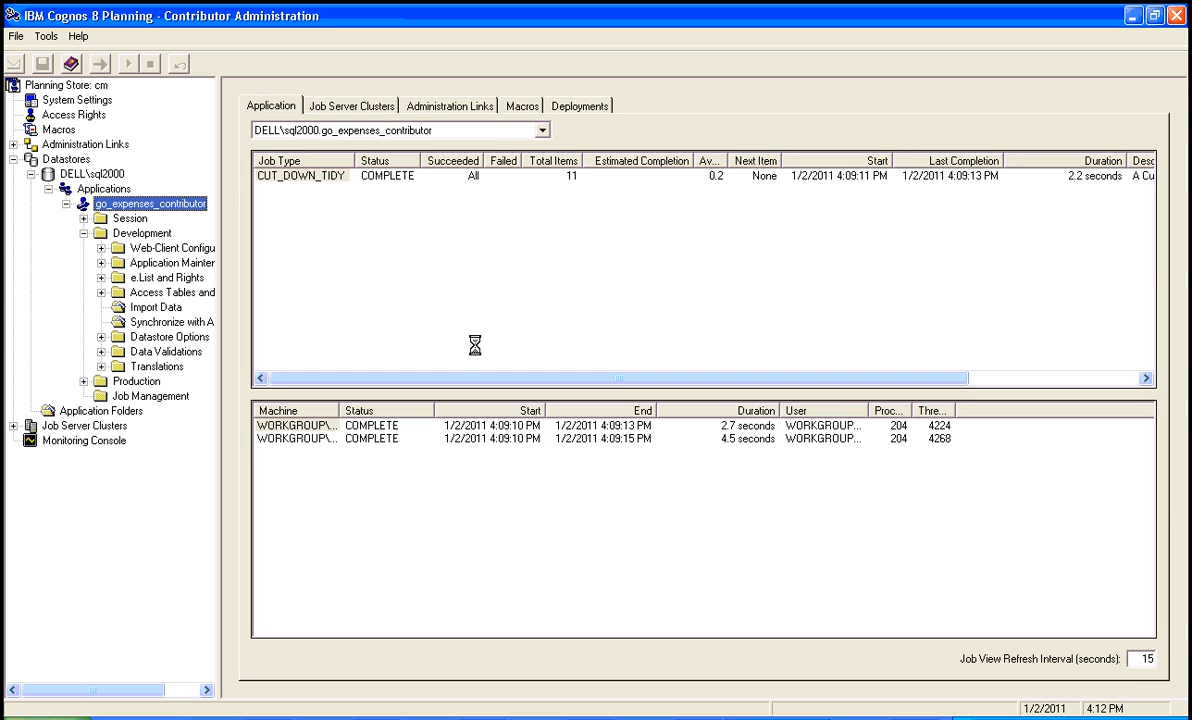 IBM Cognos 8 Planning - Contributor Administration
File Tools Help
Planning Store: cm
System Settings
Access Rights
Macros
Administration Links
Datastores
DELL\sql2000
Applications
go_expenses_contributor
Session
Development
Web-Client Configu
Application Mainter
e.List and Rights
Access Tables and
Import Data
Synchronize with A
Datastore Options
Data Validations
Translations
Production
Job Management
Application Folders
Job Server Clusters
Monitoring Console
Application Job Server Clusters Administration Links Macros Deployments
DELL\sql2000.go_expenses_contributor
Job Type Status Succeeded Failed Total Items Estimated Completion Av... Next Item Start Last Completion Duration Desc
CUT_DOWN_TIDY COMPLETE All 11 0.2 None 1/2/2011 4:09:11 PM 1/2/2011 4:09:13 PM 2.2 seconds A Cu
Machine Status Start End Duration User Proc... Thre...
WORKGROUP\... COMPLETE 1/2/2011 4:09:10 PM 1/2/2011 4:09:13 PM 2.7 seconds WORKGROUP... 204 4224
WORKGROUP\... COMPLETE 1/2/2011 4:09:10 PM 1/2/2011 4:09:15 PM 4.5 seconds WORKGROUP... 204 4268
Job View Refresh Interval (seconds): 15
1/2/2011 4:12 PM